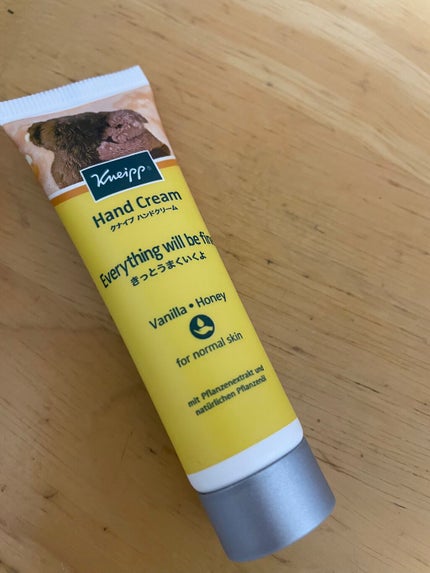 Kneipp®
Hand Cream
クナイプ ハンドクリーム
Everything will be fine
きっとうまくいくよ
Vanilla • Honey
for normal skin
mit Pflanzenextrakt und
natürlichen Pflanzenöl